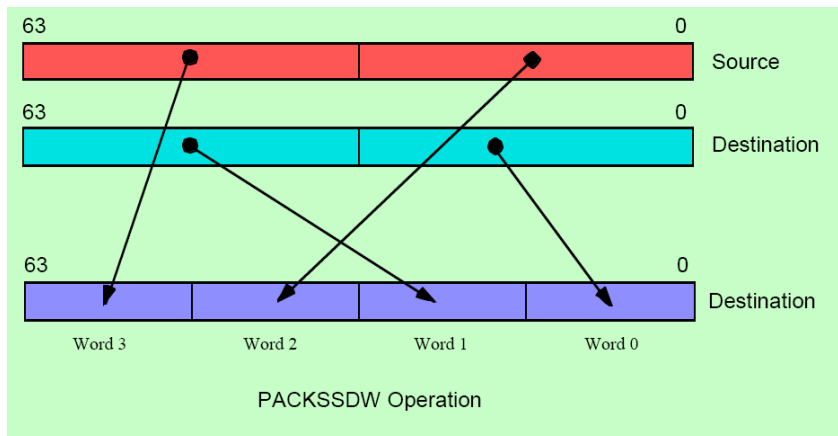 63 0
Source
63 0
Destination
63 0
Destination
Word 3 Word 2 Word 1 Word 0
PACKSSDW Operation